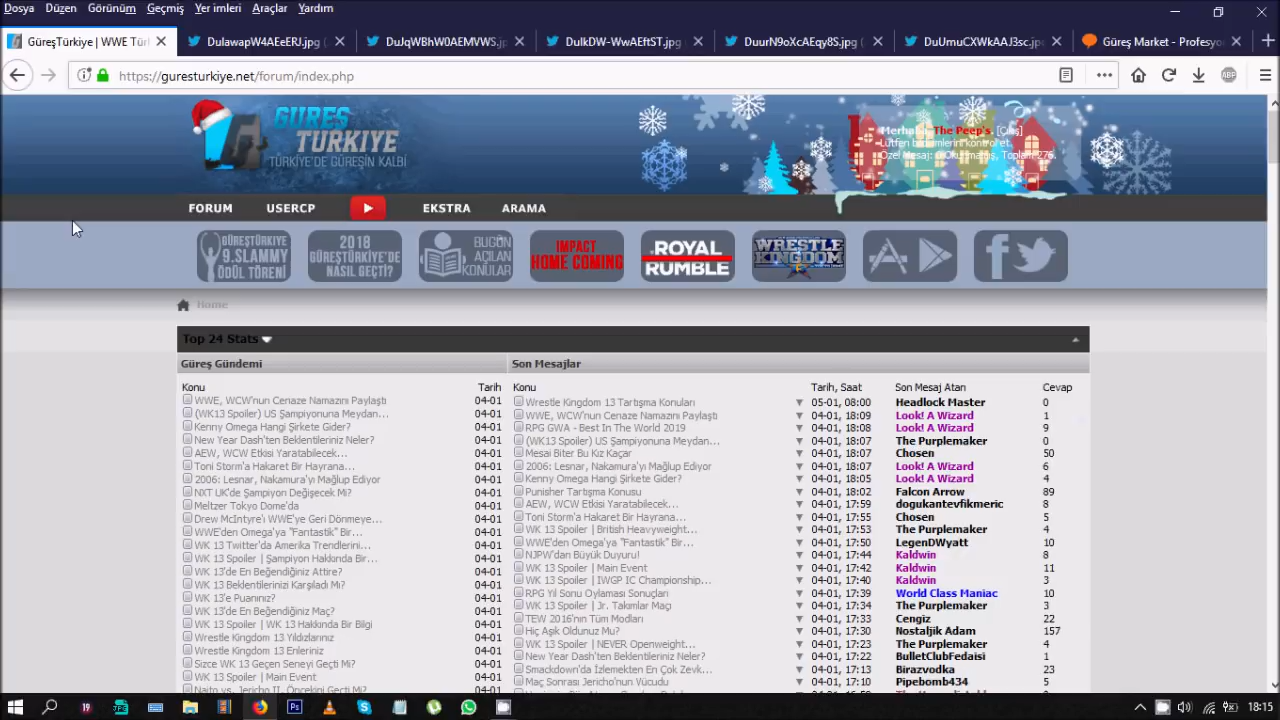 Dosya Düzen Görünüm Geçmiş Yer imleri Araçlar Yardım
GüreşTürkiye | WWE Tür DulawapW4AEeERJ.jpg ( DuJqWBhW0AEMVWS.jp DulkDW-WwAEftST.jpg DuurN9oXcAEqy8S.jpg ( DuUmuCXWkAAJ3sc.jp Güreş Market - Profesyo
https://guresturkiye.net/forum/index.php
GÜREŞ
TÜRKİYE
TÜRKİYE'DE GÜREŞİN KALBİ
The Peep's. [Çıkış]
Toplam 276.
FORUM USERCP EKSTRA ARAMA
GÜREŞTÜRKİYE
9.SLAMMY
ÖDÜL TÖRENİ
2018
GÜREŞTÜRKİYE'DE
NASIL GEÇTİ?
BUGÜN
AÇILAN
KONULAR
IMPACT
HOME COMING
ROYAL
RUMBLE
WRESTLE
KINGDOM
Home
Top 24 Stats
Güreş Gündemi Son Mesajlar
Konu Tarih Konu Tarih, Saat Son Mesaj Atan Cevap
WWE, WCW'nun Cenaze Namazını Paylaştı 04-01 Wrestle Kingdom 13 Tartışma Konuları 05-01, 08:00 Headlock Master 0
(WK13 Spoiler) US Şampiyonuna Meydan... 04-01 WWE, WCW'nun Cenaze Namazını Paylaştı 04-01, 18:09 Look! A Wizard 1
Kenny Omega Hangi Şirkete Gider? 04-01 RPG GWA - Best In The World 2019 04-01, 18:08 Look! A Wizard 9
New Year Dash'ten Beklentileriniz Neler? 04-01 (WK13 Spoiler) US Şampiyonuna Meydan... 04-01, 18:07 The Purplemaker 0
AEW, WCW Etkisi Yaratabilecek... 04-01 Mesai Biter Bu Kız Kaçar 04-01, 18:07 Chosen 50
Toni Storm'a Hakaret Bir Hayrana... 04-01 2006: Lesnar, Nakamura'yı Mağlup Ediyor 04-01, 18:07 Look! A Wizard 6
2006: Lesnar, Nakamura'yı Mağlup Ediyor 04-01 Kenny Omega Hangi Şirkete Gider? 04-01, 18:05 Look! A Wizard 4
NXT UK'de Şampiyon Değişecek Mi? 04-01 Punisher Tartışma Konusu 04-01, 18:02 Falcon Arrow 89
Meltzer Tokyo Dome'da 04-01 AEW, WCW Etkisi Yaratabilecek... 04-01, 17:59 dogukantevfikmeric 8
Drew McIntyre'ı WWE'ye Geri Dönmeye... 04-01 Toni Storm'a Hakaret Bir Hayrana... 04-01, 17:55 Chosen 5
WWE'den Omega'ya "Fantastik" Bir... 04-01 WK 13 Spoiler | British Heavyweight... 04-01, 17:53 The Purplemaker 4
WK 13 Twitter'da Amerika Trendlerini... 04-01 WWE'den Omega'ya "Fantastik" Bir... 04-01, 17:50 LegenDWyatt 10
WK 13 Spoiler | Şampiyon Hakkında Bir... 04-01 NJPW'dan Büyük Duyuru! 04-01, 17:44 Kaldwin 8
WK 13'de En Beğendiğiniz Attire? 04-01 WK 13 Spoiler | Main Event 04-01, 17:42 Kaldwin 11
WK 13 Beklentilerinizi Karşıladı Mı? 04-01 WK 13 Spoiler | IWGP IC Championship... 04-01, 17:40 Kaldwin 3
WK 13'e Puanınız? 04-01 RPG Yıl Sonu Oylaması Sonuçları 04-01, 17:39 World Class Maniac 10
WK 13'de En Beğendiğiniz Maç? 04-01 WK 13 Spoiler | Jr. Takımlar Maçı 04-01, 17:34 The Purplemaker 3
WK 13 Spoiler | WK 13 Hakkında Bir Bilgi 04-01 TEW 2016'nın Tüm Modları 04-01, 17:33 Cengiz 22
Wrestle Kingdom 13 Yıldızlarınız 04-01 Hiç Aşık Oldunuz Mu? 04-01, 17:30 Nostaljik Adam 157
Wrestle Kingdom 13 Enleriniz 04-01 WK 13 Spoiler | NEVER Openweight... 04-01, 17:23 The Purplemaker 4
Sizce WK 13 Geçen Seneyi Geçti Mi? 04-01 New Year Dash'ten Beklentileriniz Neler? 04-01, 17:22 BulletClubFedaisi 1
WK 13 Spoiler | Main Event 04-01 Smackdown'da İzlemekten En Çok Zevk... 04-01, 17:13 Birazvodka 23
Naito vs. Jericho II. Öncekini Geçti Mi? 04-01 Maç Sonrası Jericho'nun Vücudu 04-01, 17:13 Pipebomb434 5
18:15